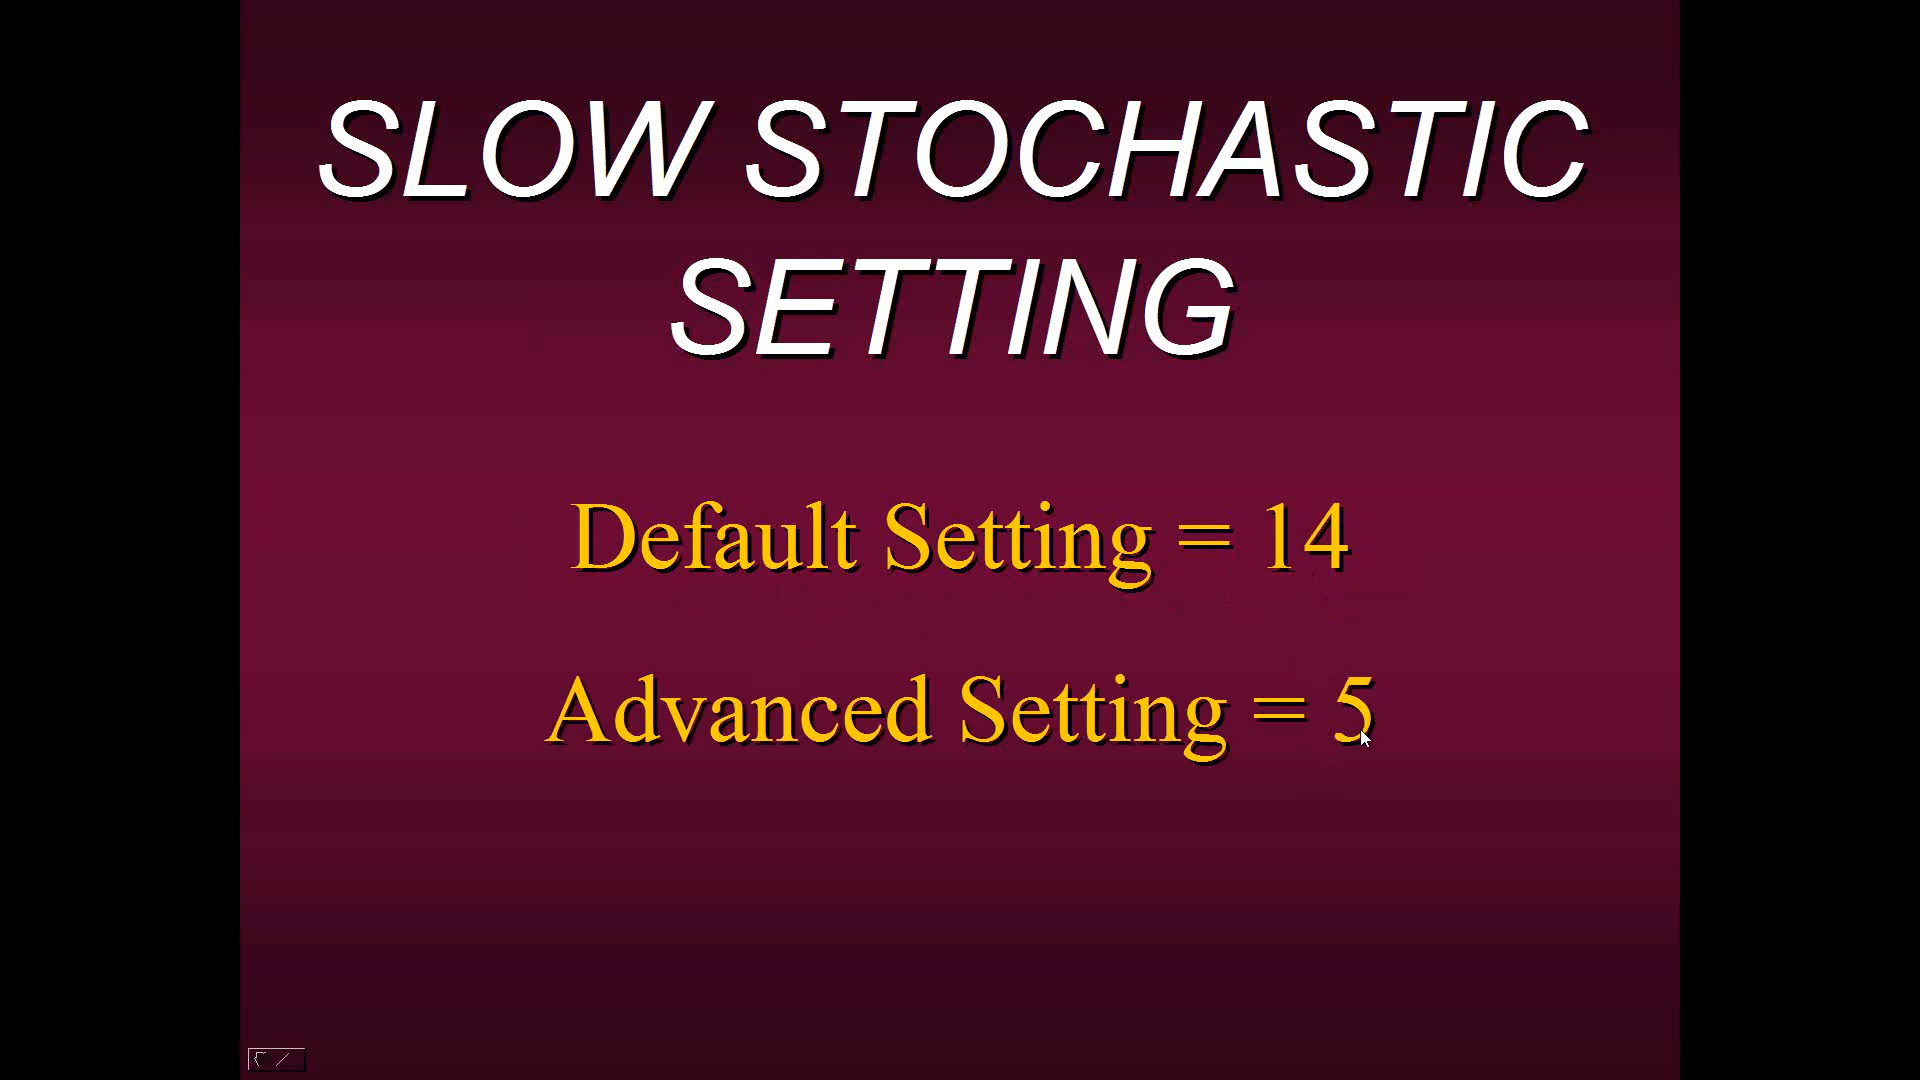 SLOW STOCHASTIC
SETTING
Default Setting = 14
Advanced Setting = 5